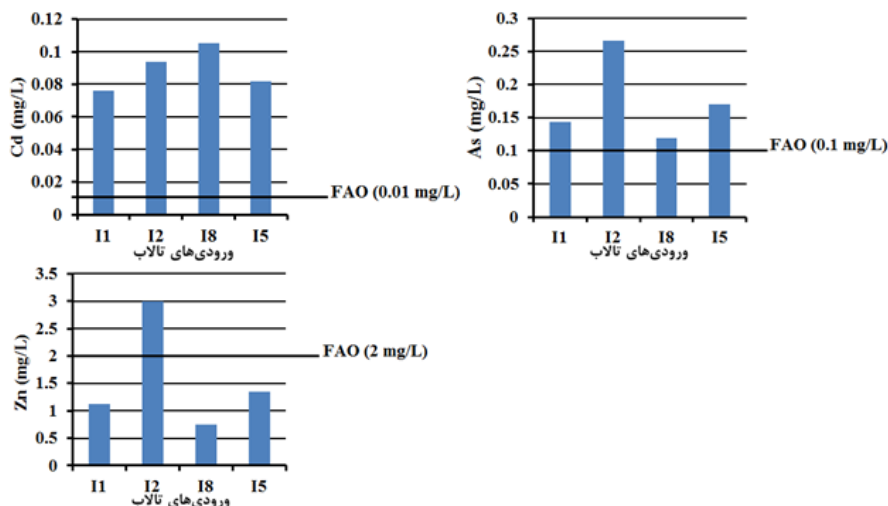 Cd (mg/L)
0.12
0.1
0.08
0.06
0.04
0.02
0
FAO (0.01 mg/L)
I1 I2 I8 I5
ورودی‌های تالاب
As (mg/L)
0.3
0.25
0.2
0.15
0.1
0.05
0
FAO (0.1 mg/L)
I1 I2 I8 I5
ورودی‌های تالاب
Zn (mg/L)
3.5
3
2.5
2
1.5
1
0.5
0
FAO (2 mg/L)
I1 I2 I8 I5
ورودی‌های تالاب